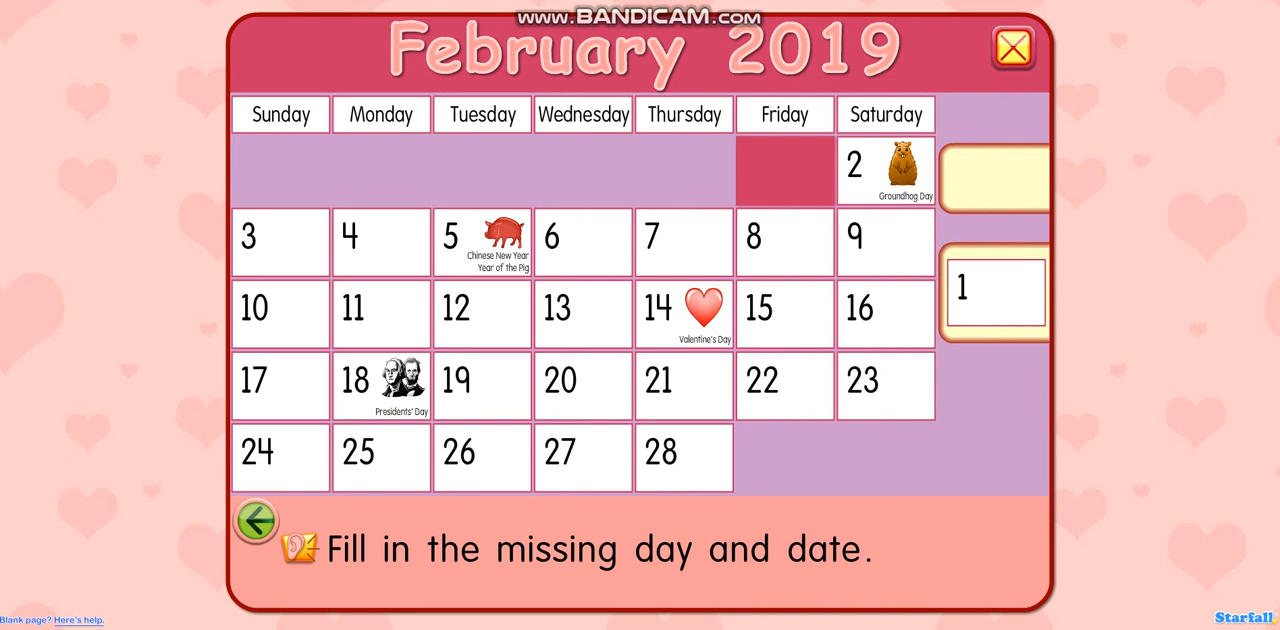 WWW.BANDICAM.COM
February 2019
Sunday Monday Tuesday Wednesday Thursday Friday Saturday
2
Groundhog Day
3 4 5 6 7 8 9
Chinese New Year
Year of the Pig
1
10 11 12 13 14 15 16
Valentine's Day
17 18 19 20 21 22 23
Presidents' Day
24 25 26 27 28
Fill in the missing day and date.
Blank page? Here's help.
Starfall